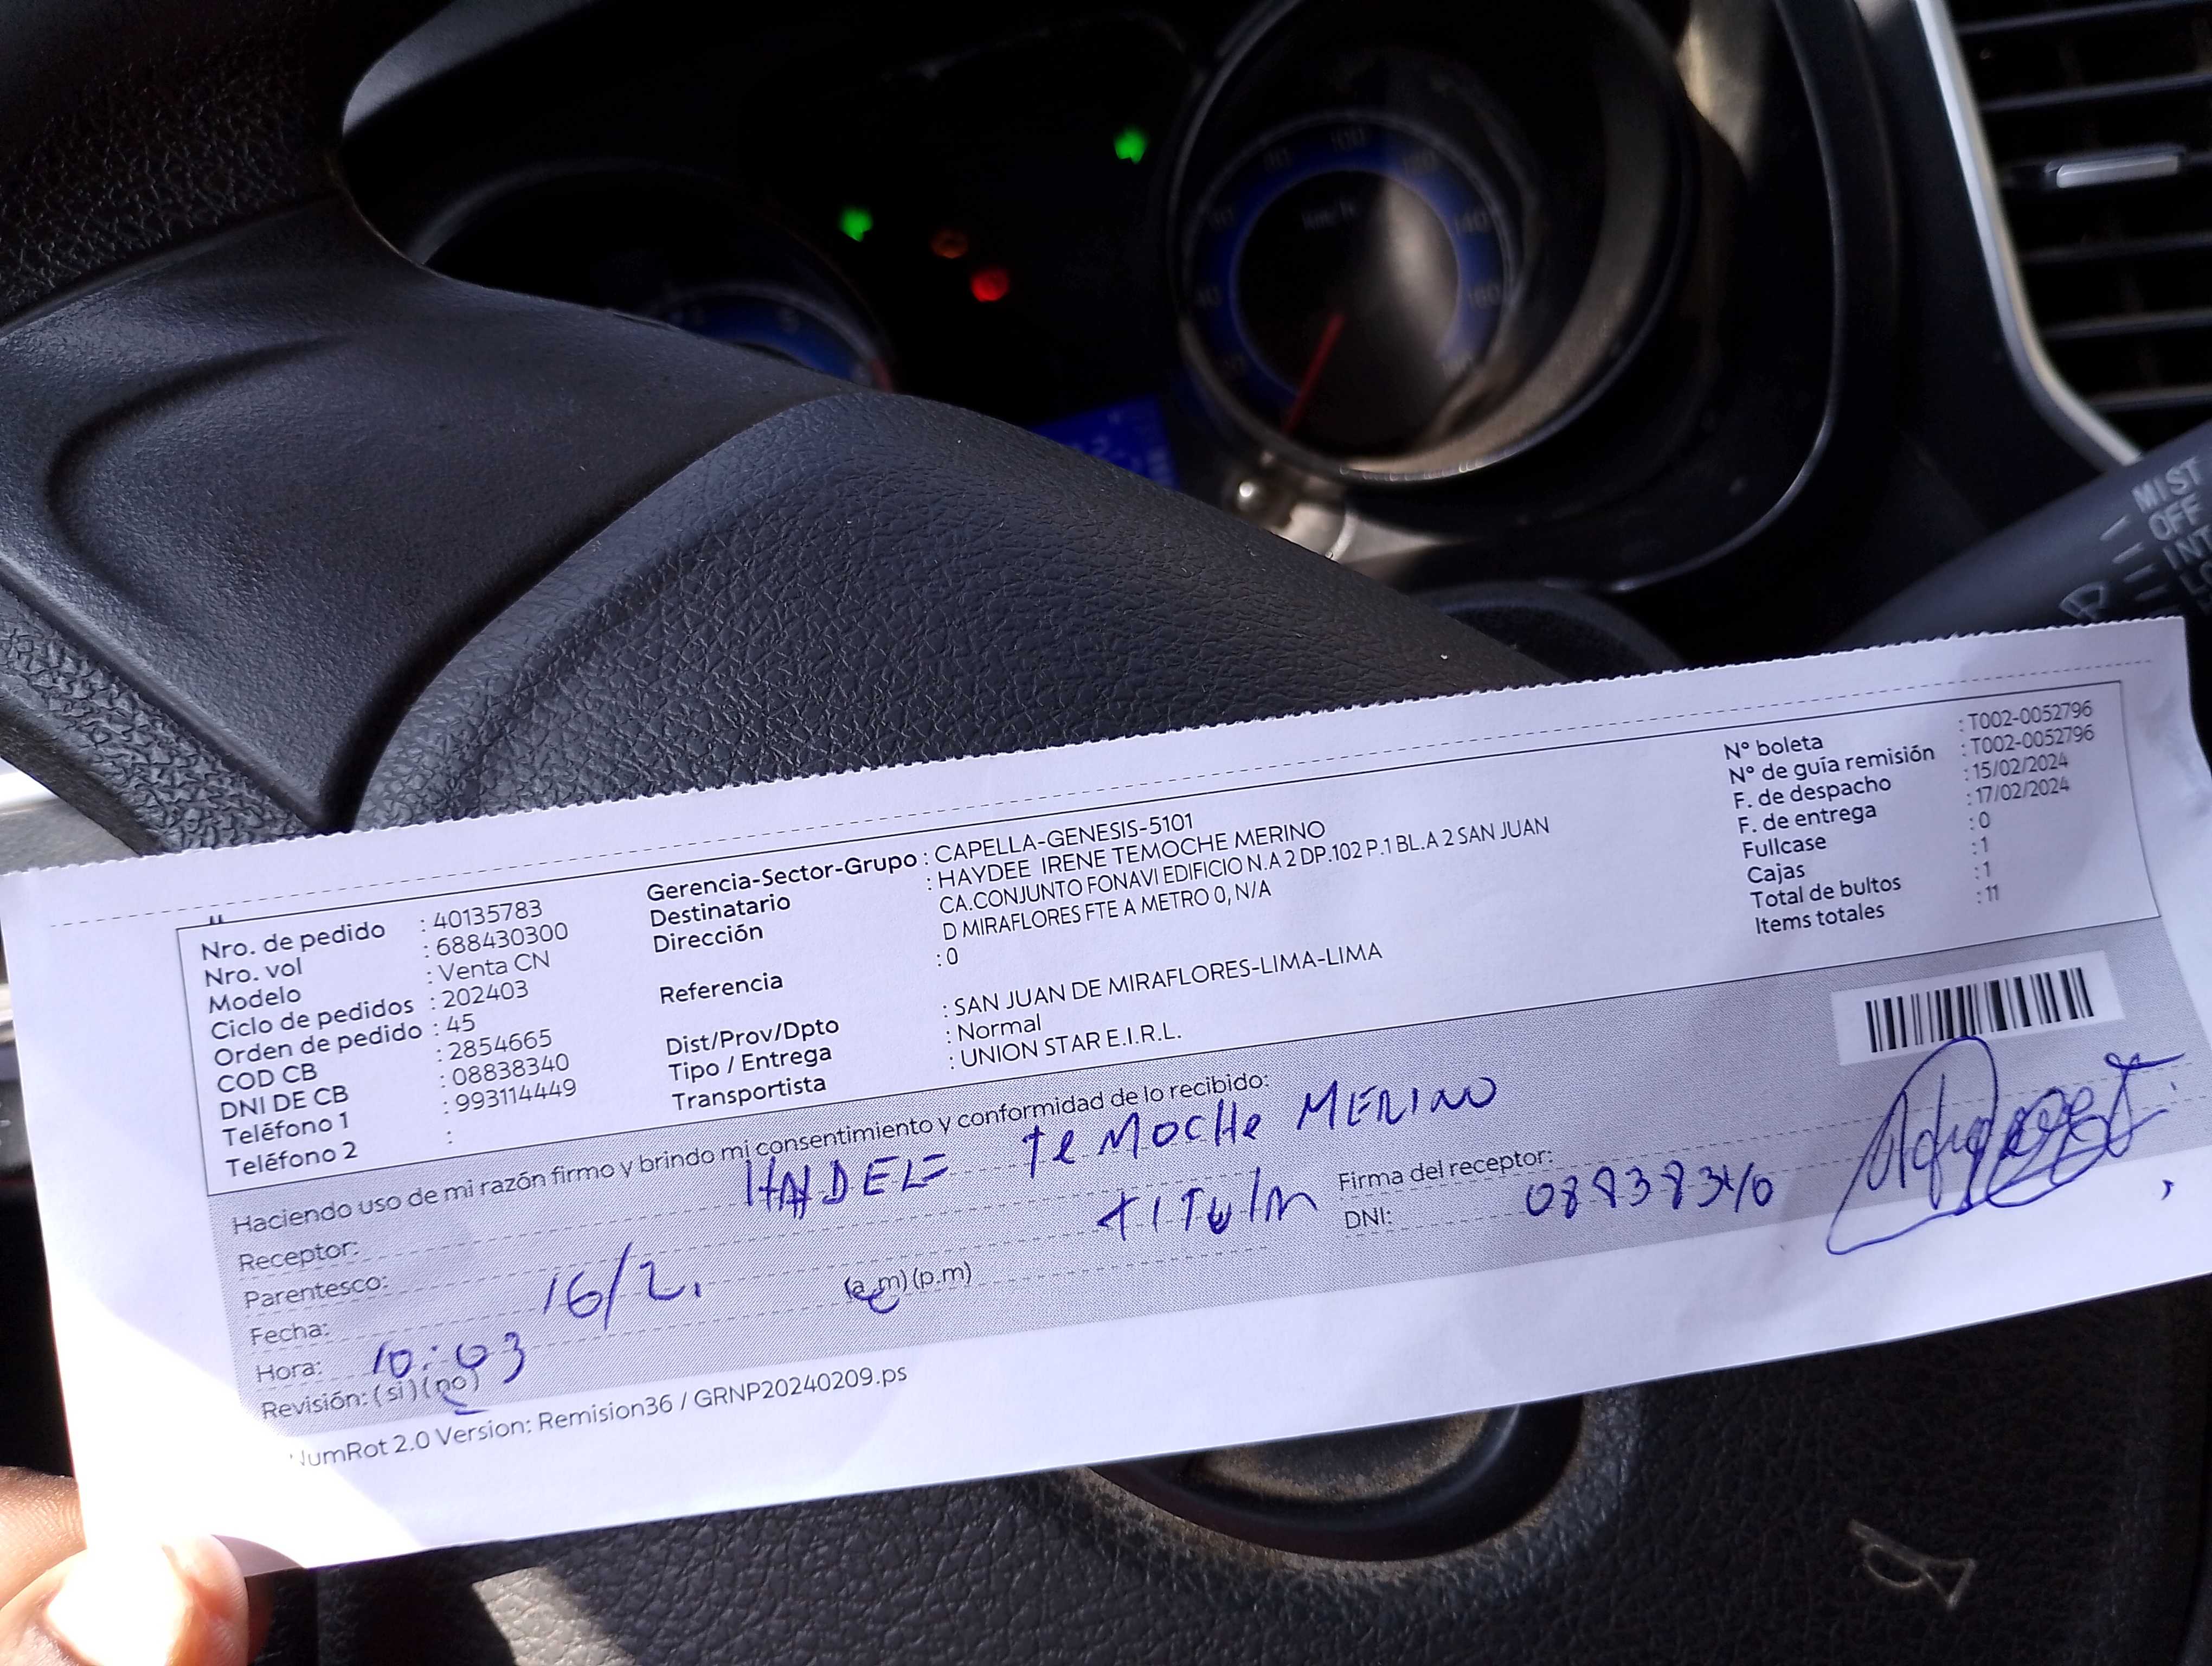 MIST
OFF
INT
LO
Nro. de pedido : 40135783
Nro. vol : 688430300
Modelo : Venta CN
Ciclo de pedidos : 202403
Orden de pedido : 45
COD CB : 2854665
DNI DE CB : 08838340
Teléfono 1 : 993114449
Teléfono 2 :
Gerencia-Sector-Grupo : CAPELLA-GENESIS-5101
Destinatario : HAYDEE IRENE TEMOCHE MERINO
Dirección CA.CONJUNTO FONAVI EDIFICIO N.A 2 DP.102 P.1 BL.A 2 SAN JUAN
D MIRAFLORES FTE A METRO 0, N/A
Referencia : 0
Dist/Prov/Dpto : SAN JUAN DE MIRAFLORES-LIMA-LIMA
Tipo / Entrega : Normal
Transportista : UNION STAR E.I.R.L.
N° boleta : T002-0052796
N° de guía remisión : T002-0052796
F. de despacho : 15/02/2024
F. de entrega : 17/02/2024
Fullcase : 0
Cajas : 1
Total de bultos : 1
Items totales : 11
Haciendo uso de mi razón firmo y brindo mi consentimiento y conformidad de lo recibido:
Receptor: HADEE TEMOCHE MERINO
Parentesco: TITULAR
Firma del receptor:
DNI: 08838340
Fecha: 16/2.
Hora: 10:03 (a.m)(p.m)
Revisión: (si)(no)
NumRot 2.0 Version: Remision36 / GRNP20240209.ps